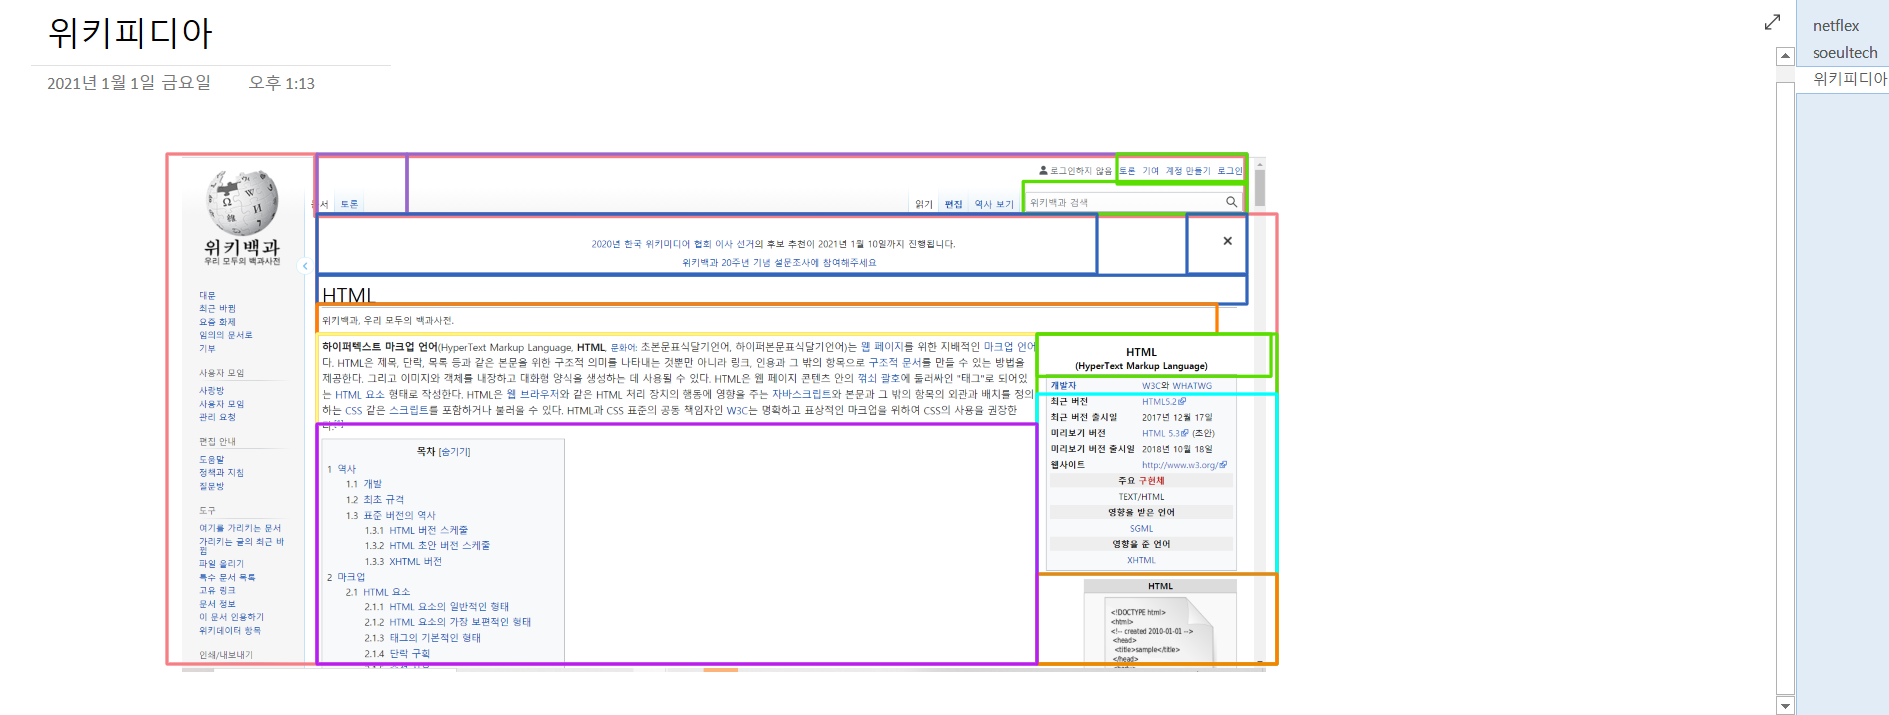 위키피디아
2021년 1월 1일 금요일 오후 1:13
netflex
soeultech
위키피디아
위키백과
우리 모두의 백과사전
대문
최근 바뀜
요즘 화제
임의의 문서로
기부
사용자 모임
사랑방
사용자 모임
관리 요청
편집 안내
도움말
정책과 지침
질문방
도구
여기를 가리키는 문서
가리키는 글의 최근 바
뀜
파일 올리기
특수 문서 목록
고유 링크
문서 정보
이 문서 인용하기
위키데이터 항목
인쇄/내보내기
로그인하지 않음 토론 기여 계정 만들기 로그인
서 토론 읽기 편집 역사 보기 위키백과 검색
2020년 한국 위키미디어 협회 이사 선거의 후보 추천이 2021년 1월 10일까지 진행됩니다.
위키백과 20주년 기념 설문조사에 참여해주세요
HTML
위키백과, 우리 모두의 백과사전.
하이퍼텍스트 마크업 언어(HyperText Markup Language, HTML, 문화어: 초본문표식달기언어, 하이퍼본문표식달기언어)는 웹 페이지를 위한 지배적인 마크업 언어
다. HTML은 제목, 단락, 목록 등과 같은 본문을 위한 구조적 의미를 나타내는 것뿐만 아니라 링크, 인용과 그 밖의 항목으로 구조적 문서를 만들 수 있는 방법을
제공한다. 그리고 이미지와 객체를 내장하고 대화형 양식을 생성하는 데 사용될 수 있다. HTML은 웹 페이지 콘텐츠 안의 꺾쇠 괄호에 둘러싸인 "태그"로 되어있
는 HTML 요소 형태로 작성한다. HTML은 웹 브라우저와 같은 HTML 처리 장치의 행동에 영향을 주는 자바스크립트와 본문과 그 밖의 항목의 외관과 배치를 정의
하는 CSS 같은 스크립트를 포함하거나 불러올 수 있다. HTML과 CSS 표준의 공동 책임자인 W3C는 명확하고 표상적인 마크업을 위하여 CSS의 사용을 권장한
다.[1]
목차 [숨기기]
1 역사
1.1 개발
1.2 최초 규격
1.3 표준 버전의 역사
1.3.1 HTML 버전 스케줄
1.3.2 HTML 초안 버전 스케줄
1.3.3 XHTML 버전
2 마크업
2.1 HTML 요소
2.1.1 HTML 요소의 일반적인 형태
2.1.2 HTML 요소의 가장 보편적인 형태
2.1.3 태그의 기본적인 형태
2.1.4 단락 구획
HTML
(HyperText Markup Language)
개발자 W3C와 WHATWG
최근 버전 HTML5.2
최근 버전 출시일 2017년 12월 17일
미리보기 버전 HTML 5.3 (초안)
미리보기 버전 출시일 2018년 10월 18일
웹사이트 http://www.w3.org/
주요 구현체
TEXT/HTML
영향을 받은 언어
SGML
영향을 준 언어
XHTML
HTML
<!DOCTYPE html>
<html>
<!-- created 2010-01-01 -->
<head>
<title>sample</title>
</head>